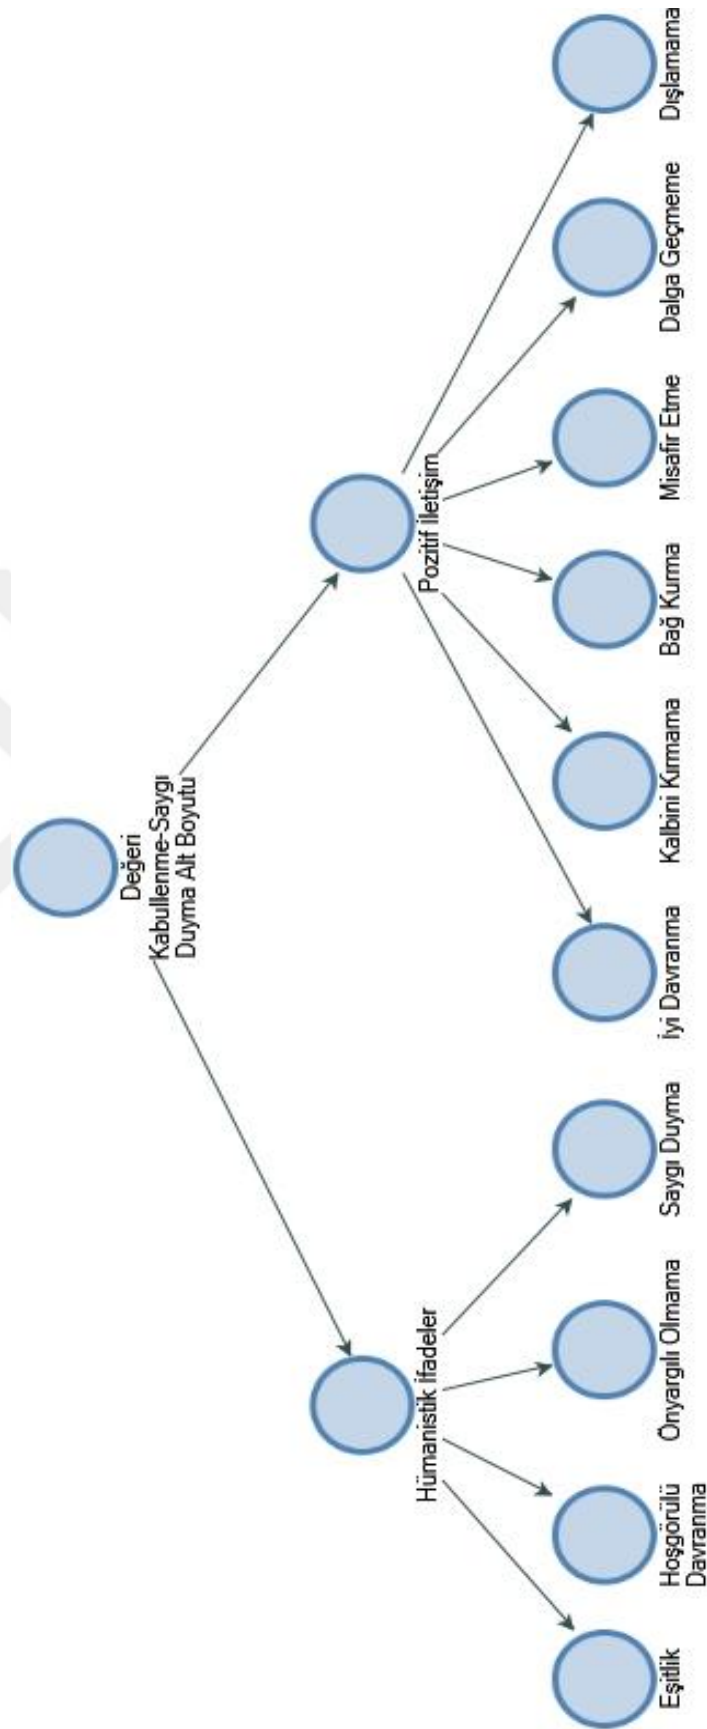 Değeri
Kabullenme-Saygı
Duyma Alt Boyutu
Hümanistik İfadeler
Pozitif İletişim
Eşitlik
Hoşgörülü
Davranma
Önyargılı Olmama
Saygı Duyma
İyi Davranma
Kalbini Kırmama
Bağ Kurma
Misafir Etme
Dalga Geçmeme
Dışlamama